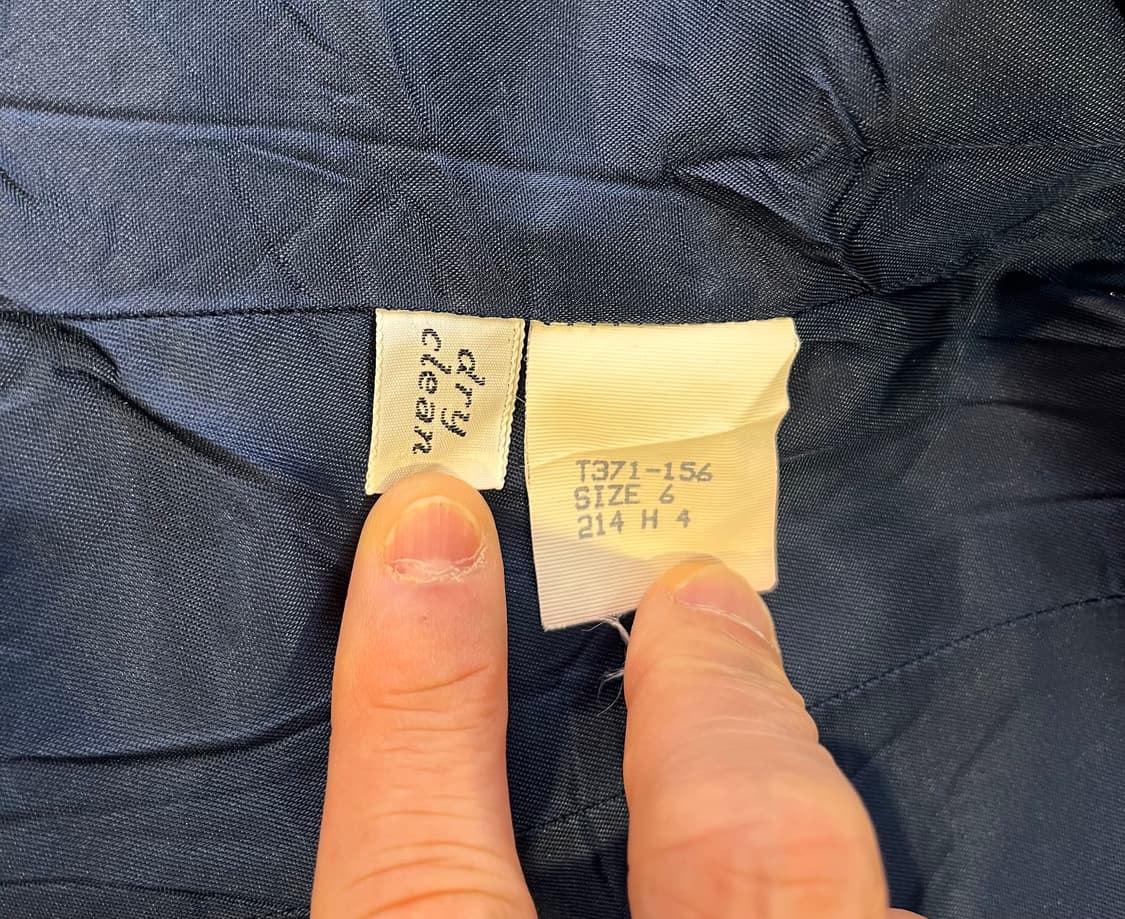 dry
clean
T371-156
SIZE 6
214 H 4